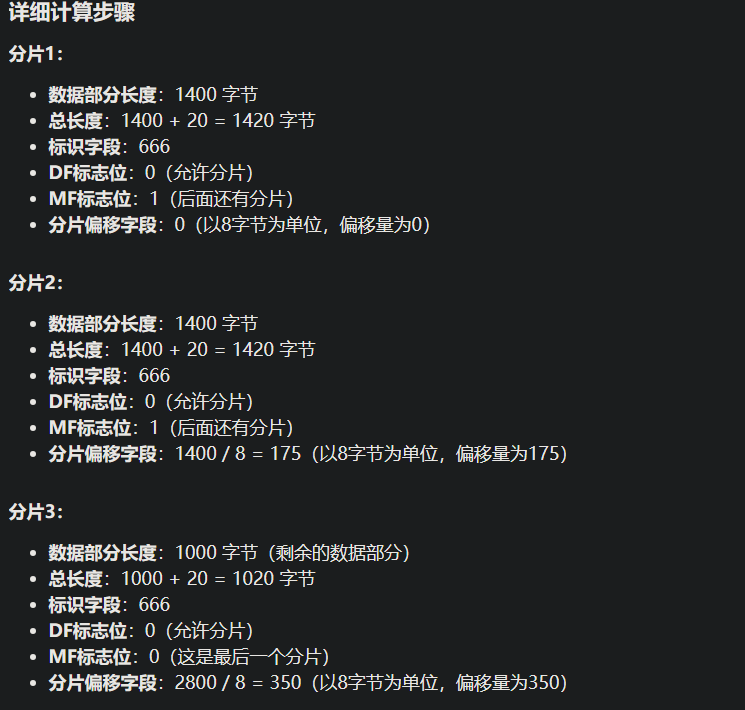 详细计算步骤
分片1：
• 数据部分长度：1400 字节
• 总长度：1400 + 20 = 1420 字节
• 标识字段：666
• DF标志位：0（允许分片）
• MF标志位：1（后面还有分片）
• 分片偏移字段：0（以8字节为单位，偏移量为0）
分片2：
• 数据部分长度：1400 字节
• 总长度：1400 + 20 = 1420 字节
• 标识字段：666
• DF标志位：0（允许分片）
• MF标志位：1（后面还有分片）
• 分片偏移字段：1400 / 8 = 175（以8字节为单位，偏移量为175）
分片3：
• 数据部分长度：1000 字节（剩余的数据部分）
• 总长度：1000 + 20 = 1020 字节
• 标识字段：666
• DF标志位：0（允许分片）
• MF标志位：0（这是最后一个分片）
• 分片偏移字段：2800 / 8 = 350（以8字节为单位，偏移量为350）